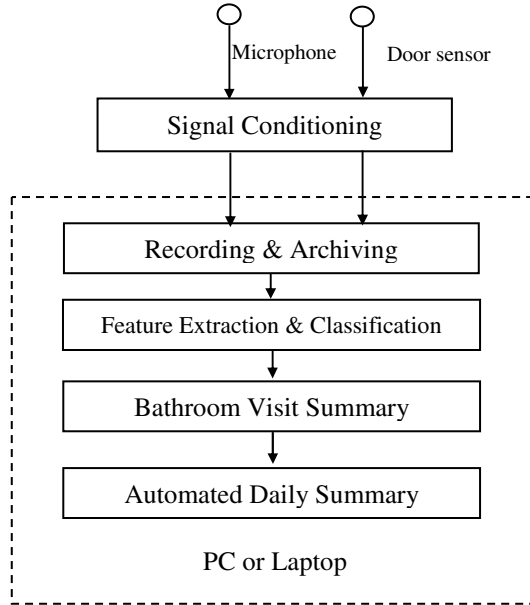 Microphone
Door sensor
Signal Conditioning
Recording & Archiving
Feature Extraction & Classification
Bathroom Visit Summary
Automated Daily Summary
PC or Laptop